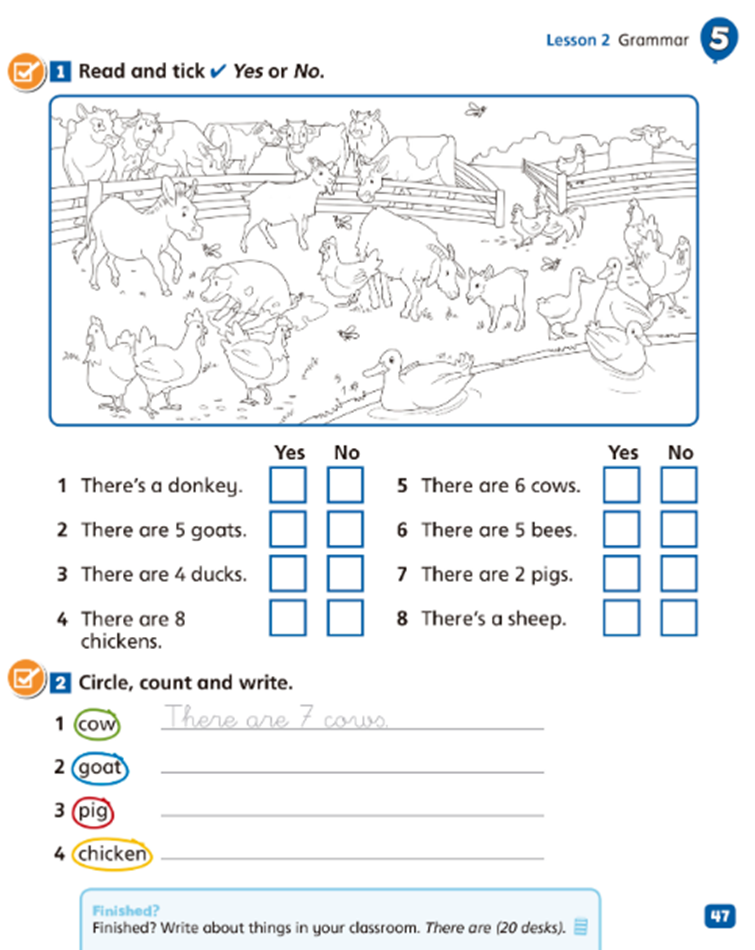 Lesson 2 Grammar 5
1 Read and tick ✔ Yes or No.
Yes No Yes No
1 There's a donkey.
2 There are 5 goats.
3 There are 4 ducks.
4 There are 8
chickens.
5 There are 6 cows.
6 There are 5 bees.
7 There are 2 pigs.
8 There's a sheep.
2 Circle, count and write.
1 cow There are 7 cows.
2 goat
3 pig
4 chicken
Finished?
Finished? Write about things in your classroom. There are (20 desks).
47